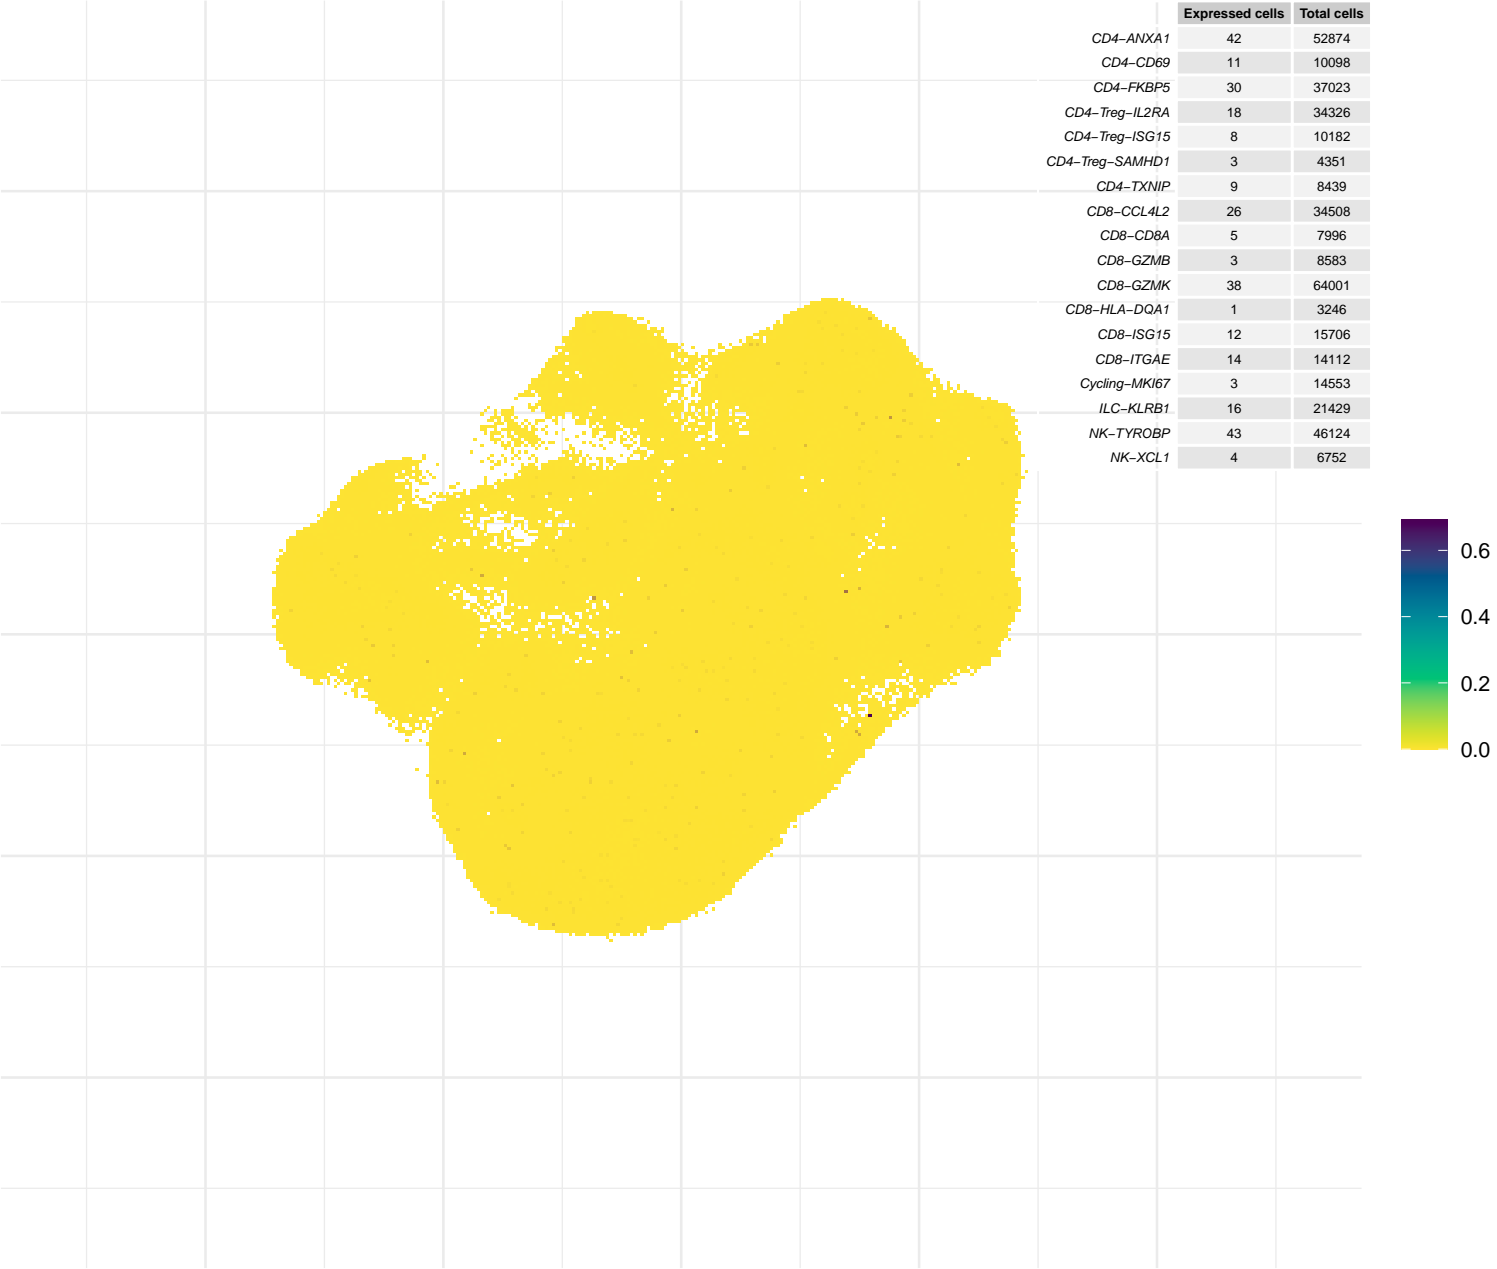 Expressed cells Total cells
CD4−ANXA1 42 52874
CD4−CD69 11 10098
CD4−FKBP5 30 37023
CD4−Treg−IL2RA 18 34326
CD4−Treg−ISG15 8 10182
CD4−Treg−SAMHD1 3 4351
CD4−TXNIP 9 8439
CD8−CCL4L2 26 34508
CD8−CD8A 5 7996
CD8−GZMB 3 8583
CD8−GZMK 38 64001
CD8−HLA−DQA1 1 3246
CD8−ISG15 12 15706
CD8−ITGAE 14 14112
Cycling−MKI67 3 14553
ILC−KLRB1 16 21429
NK−TYROBP 43 46124
NK−XCL1 4 6752
0.6
0.4
0.2
0.0